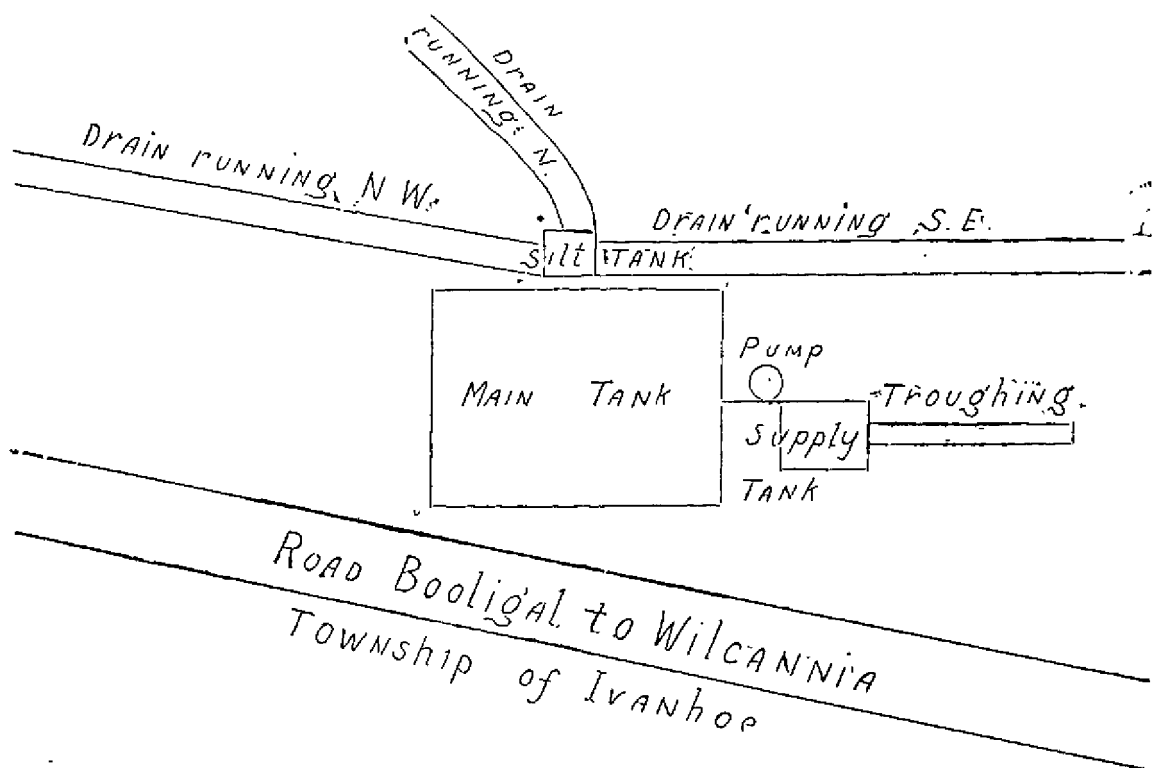 Drain
running N.
Drain running N W.
Drain running S.E.
Silt Tank
Pump
Main Tank
Troughing
Supply
Tank
Road Booligal to Wilcannia
Township of Ivanhoe